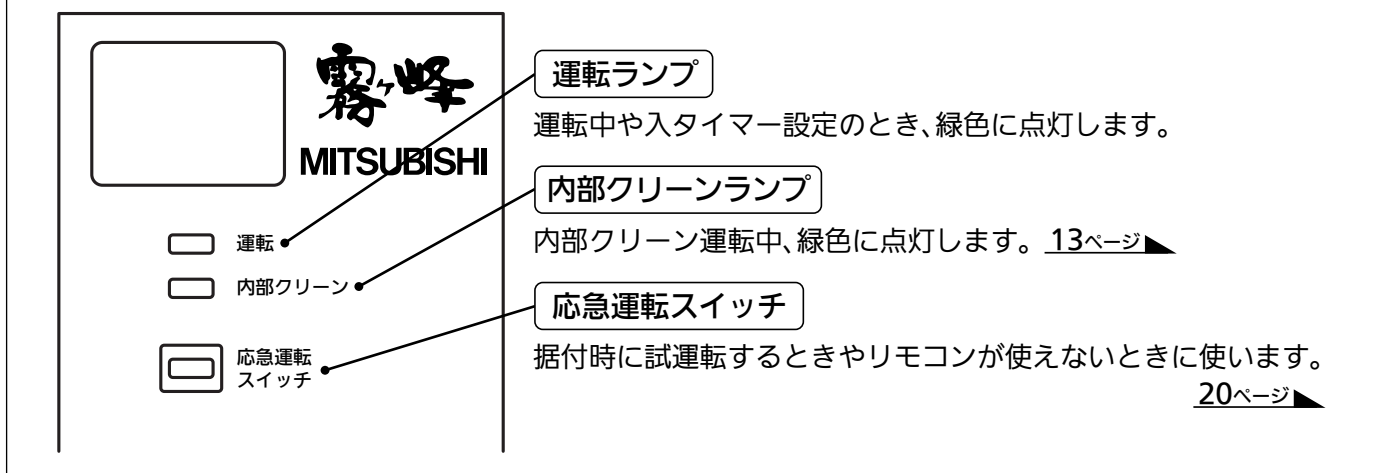 霧ヶ峰
MITSUBISHI
運転
内部クリーン
応急運転
スイッチ
運転ランプ
運転中や入タイマー設定のとき、緑色に点灯します。
内部クリーンランプ
内部クリーン運転中、緑色に点灯します。 13ページ
応急運転スイッチ
据付時に試運転するときやリモコンが使えないときに使います。
20ページ